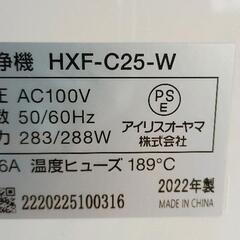 浄機 HXF-C25-W
圧 AC100V
数 50/60Hz
力 283/288W
6A 温度ヒューズ 189℃
PS
E
アイリスオーヤマ
株式会社
2220225100316
2022年製
MADE IN CHINA